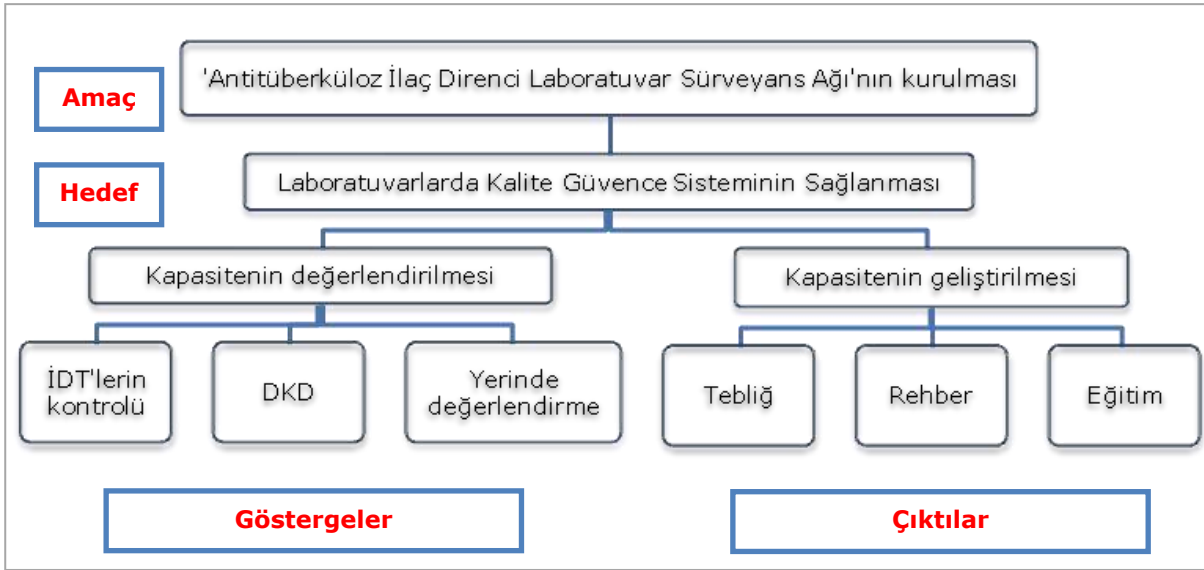 Amaç
'Antitüberküloz İlaç Direnci Laboratuvar Sürveyans Ağı'nın kurulması
Hedef
Laboratuvarlarda Kalite Güvence Sisteminin Sağlanması
Kapasitenin değerlendirilmesi
Kapasitenin geliştirilmesi
İDT'lerin
kontrolü
DKD
Yerinde
değerlendirme
Tebliğ
Rehber
Eğitim
Göstergeler
Çıktılar